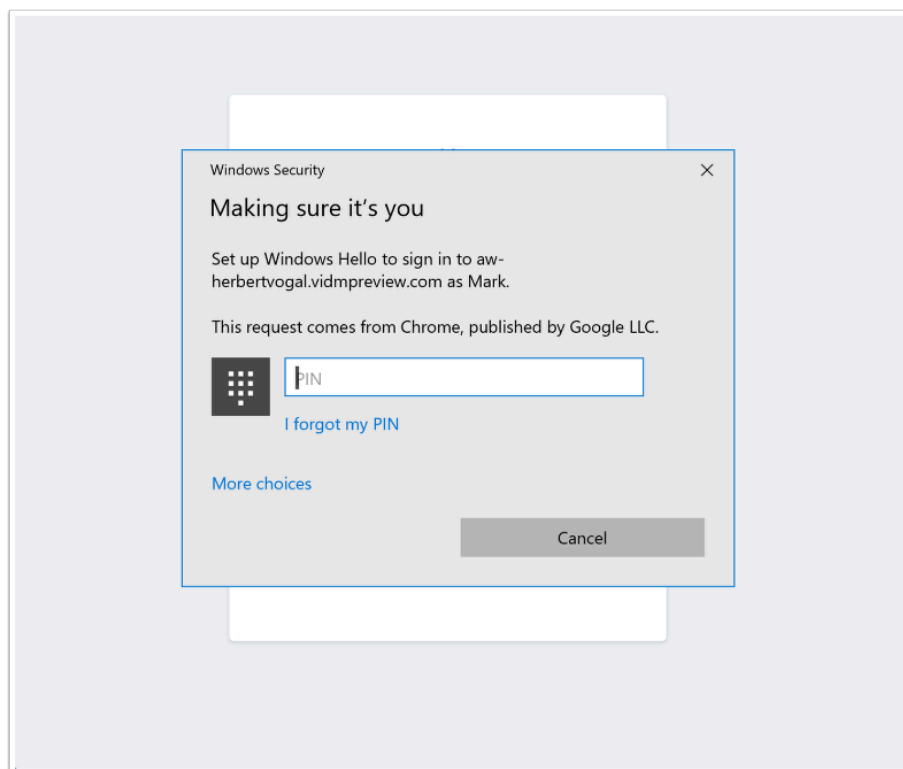 Windows Security
Making sure it's you
Set up Windows Hello to sign in to aw-
herbertvogal.vidmpreview.com as Mark.
This request comes from Chrome, published by Google LLC.
PIN
I forgot my PIN
More choices
Cancel